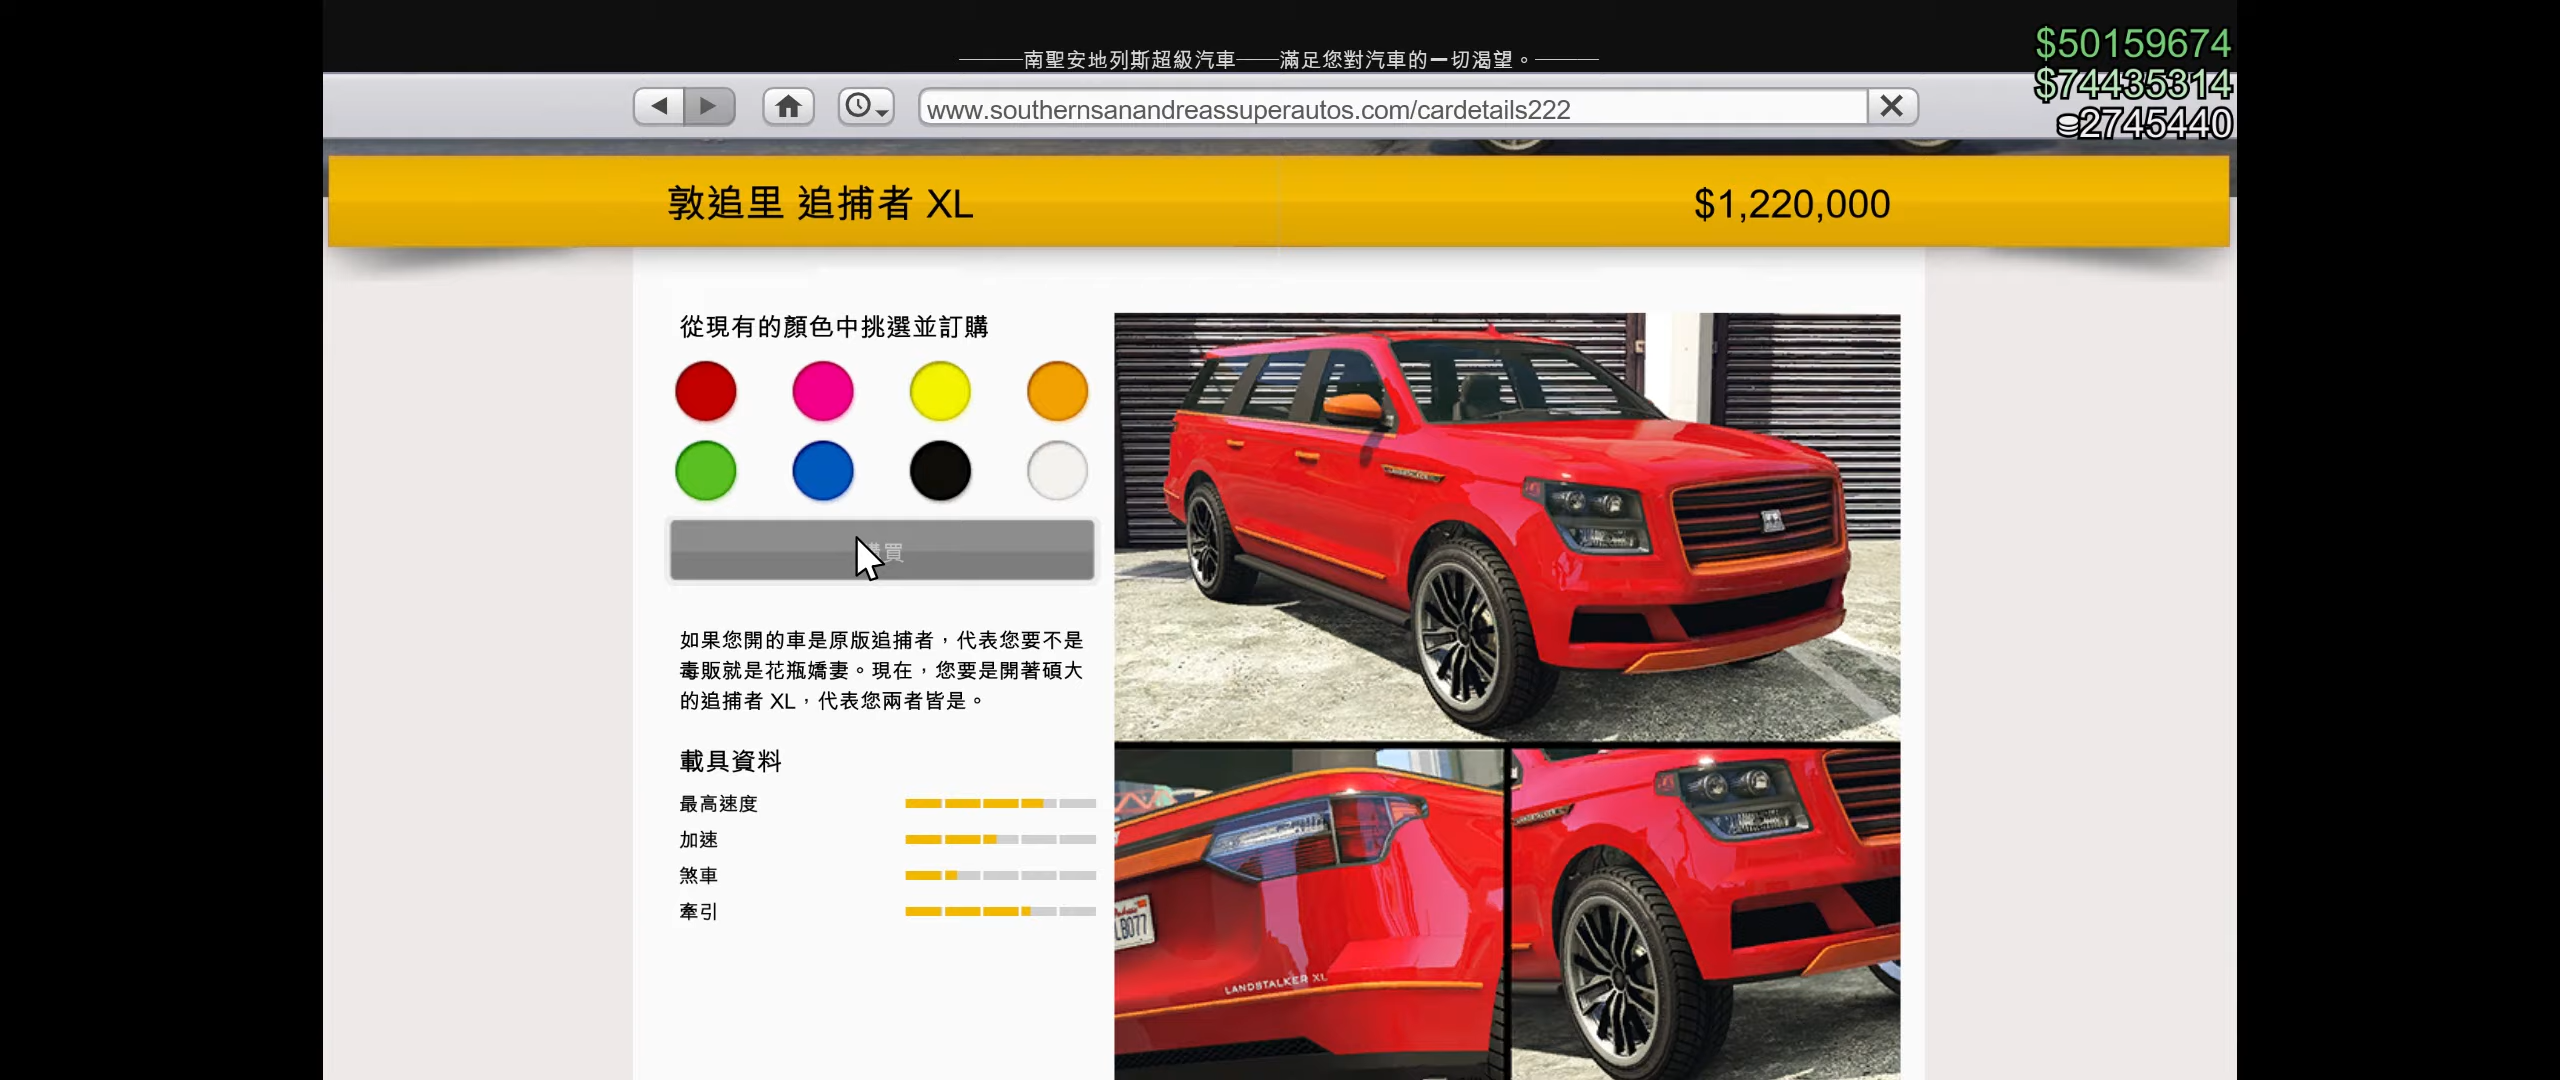 ———南聖安地列斯超級汽車——滿足您對汽車的一切渴望。———
$50159674
$74435314
2745440
www.southernsanandreassuperautos.com/cardetails222
敦追里 追捕者 XL
$1,220,000
從現有的顏色中挑選並訂購
購買
如果您開的車是原版追捕者，代表您要不是
毒販就是花瓶嬌妻。現在，您要是開著碩大
的追捕者 XL，代表您兩者皆是。
載具資料
最高速度
加速
煞車
牽引
LANDSTALKER XL